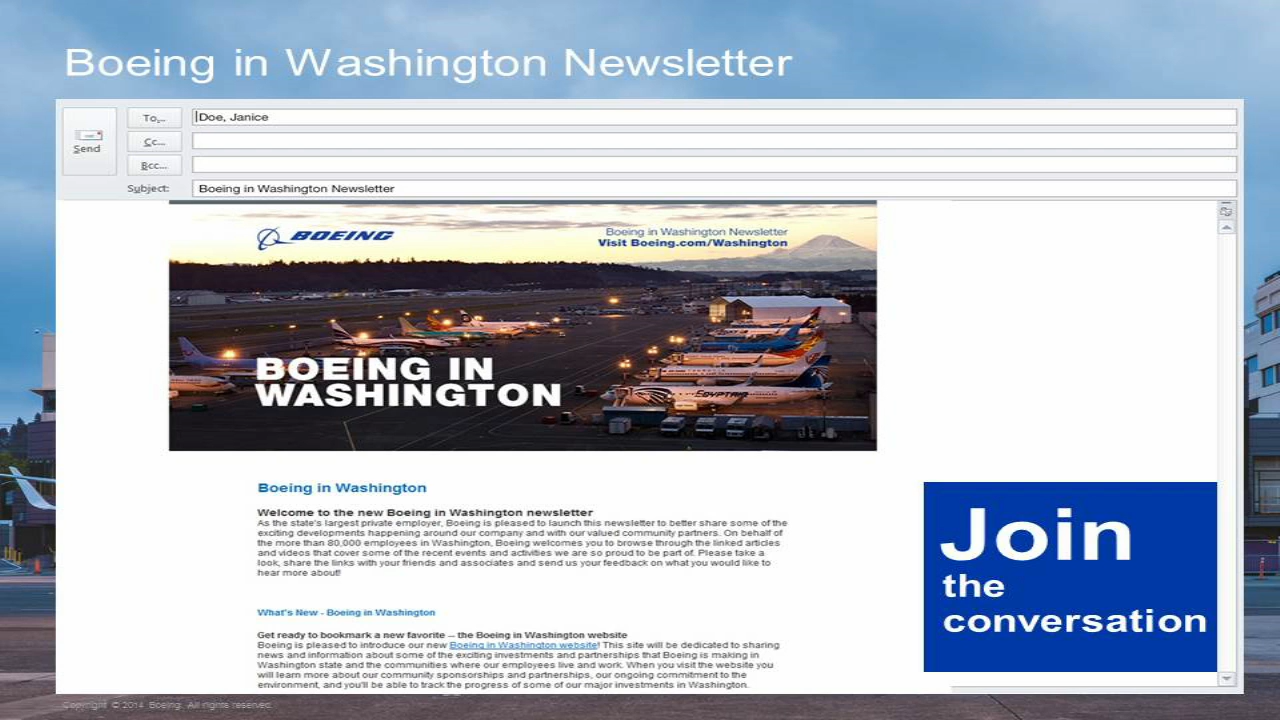 Boeing in Washington Newsletter
To...
Doe, Janice
Send
Cc...
Bcc...
Subject:
Boeing in Washington Newsletter
BOEING
Boeing in Washington Newsletter
Visit Boeing.com/Washington
BOEING IN
WASHINGTON
EGYPTAIR
Boeing in Washington
Welcome to the new Boeing in Washington newsletter
As the state's largest private employer, Boeing is pleased to launch this newsletter to better share some of the
exciting developments happening around our company and with our valued community partners. On behalf of
the more than 80,000 employees in Washington, Boeing welcomes you to browse through the linked articles
and videos that cover some of the recent events and activities we are so proud to be part of. Please take a
look, share the links with your friends and associates and send us your feedback on what you would like to
hear more about!
What's New - Boeing in Washington
Get ready to bookmark a new favorite – the Boeing in Washington website
Boeing is pleased to introduce our new Boeing in Washington website! This site will be dedicated to sharing
news and information about some of the exciting investments and partnerships that Boeing is making in
Washington state and the communities where our employees live and work. When you visit the website you
will learn more about our community sponsorships and partnerships, our ongoing commitment to the
environment, and you'll be able to track the progress of some of our major investments in Washington.
Join
the
conversation
Copyright © 2014 Boeing. All rights reserved.